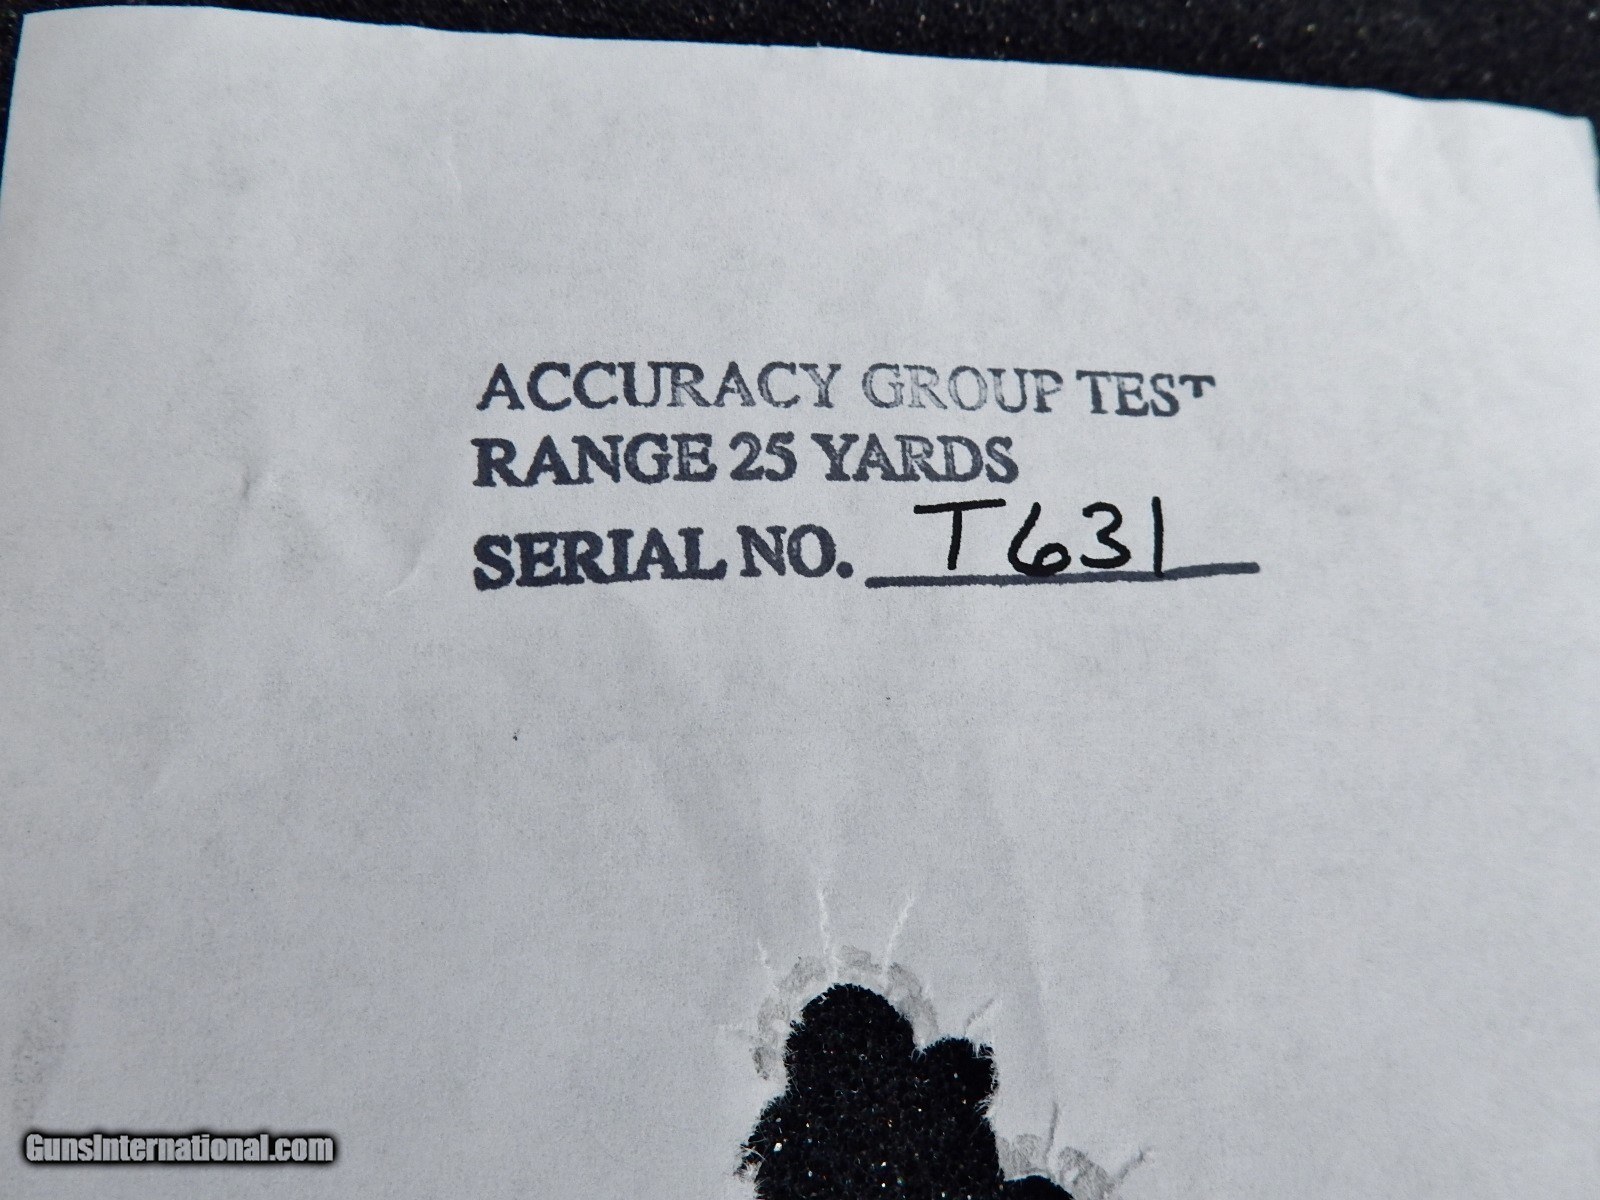 ACCURACY GROUP TEST
RANGE 25 YARDS
SERIAL NO. T631
GunsInternational.com